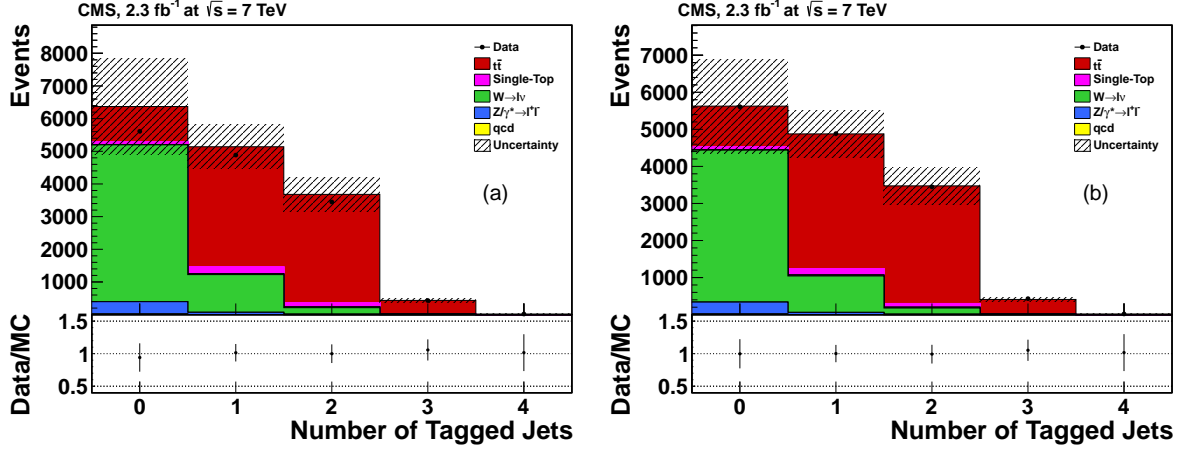 CMS, 2.3 fb⁻¹ at √s = 7 TeV
Events
8000
7000
6000
5000
4000
3000
2000
1000
Data
tt̄
Single-Top
W→lν
Z/γ*→l⁺l⁻
qcd
Uncertainty
(a)
Data/MC
1.5
1
0.5
0 1 2 3 4
Number of Tagged Jets
CMS, 2.3 fb⁻¹ at √s = 7 TeV
Events
7000
6000
5000
4000
3000
2000
1000
Data
tt̄
Single-Top
W→lν
Z/γ*→l⁺l⁻
qcd
Uncertainty
(b)
Data/MC
1.5
1
0.5
0 1 2 3 4
Number of Tagged Jets